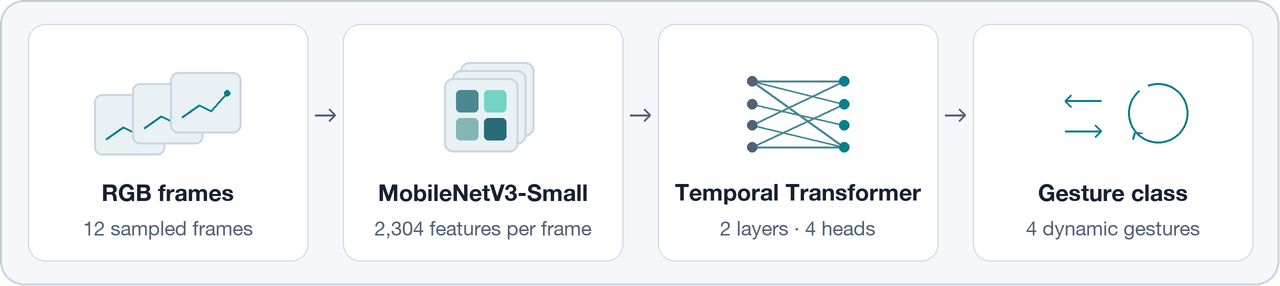 RGB frames
12 sampled frames
MobileNetV3-Small
2,304 features per frame
Temporal Transformer
2 layers · 4 heads
Gesture class
4 dynamic gestures